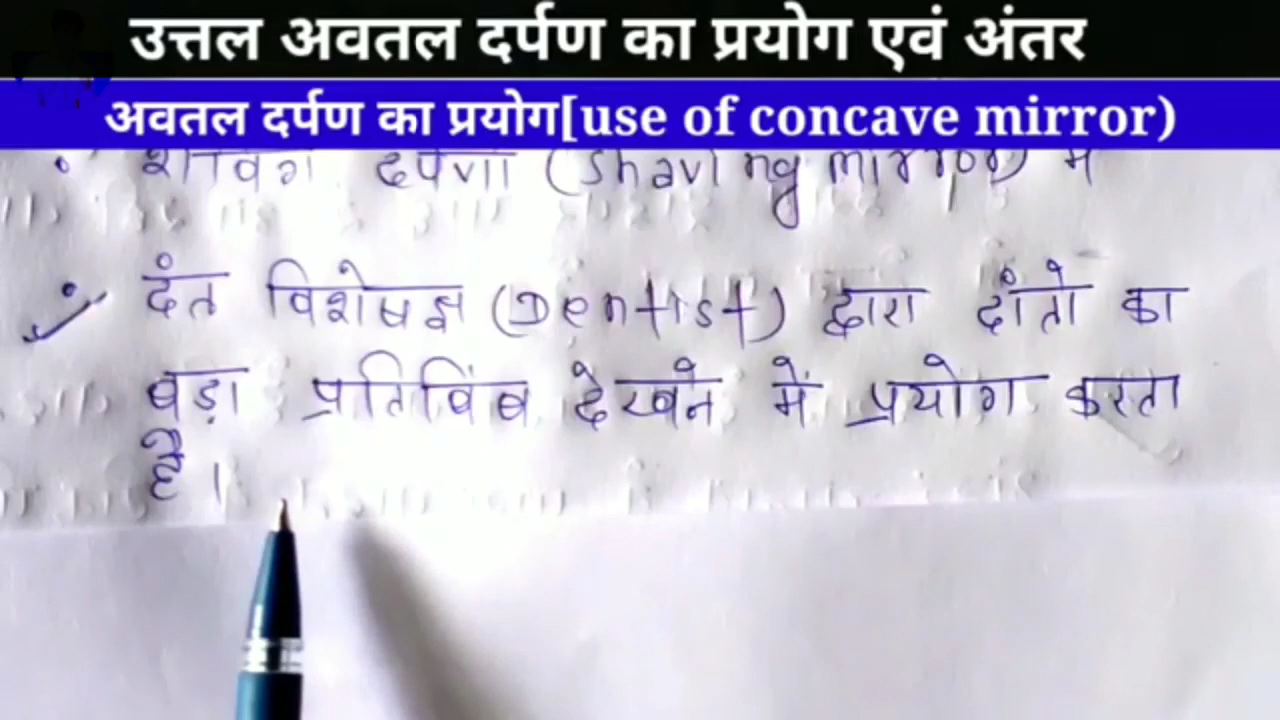 उत्तल अवतल दर्पण का प्रयोग एवं अंतर
अवतल दर्पण का प्रयोग[use of concave mirror)
शेविंग दर्पण (Shaving mirror) में
दंत विशेषज्ञ (Dentist) द्वारा दाँतों का
बड़ा प्रतिबिंब देखने में प्रयोग करता
है।